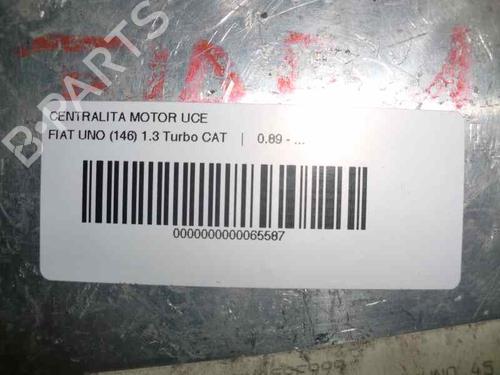 B-PARTS
CENTRALITA MOTOR UCE
FIAT UNO (146) 1.3 Turbo CAT | 0.89 - ...
0000000000065587